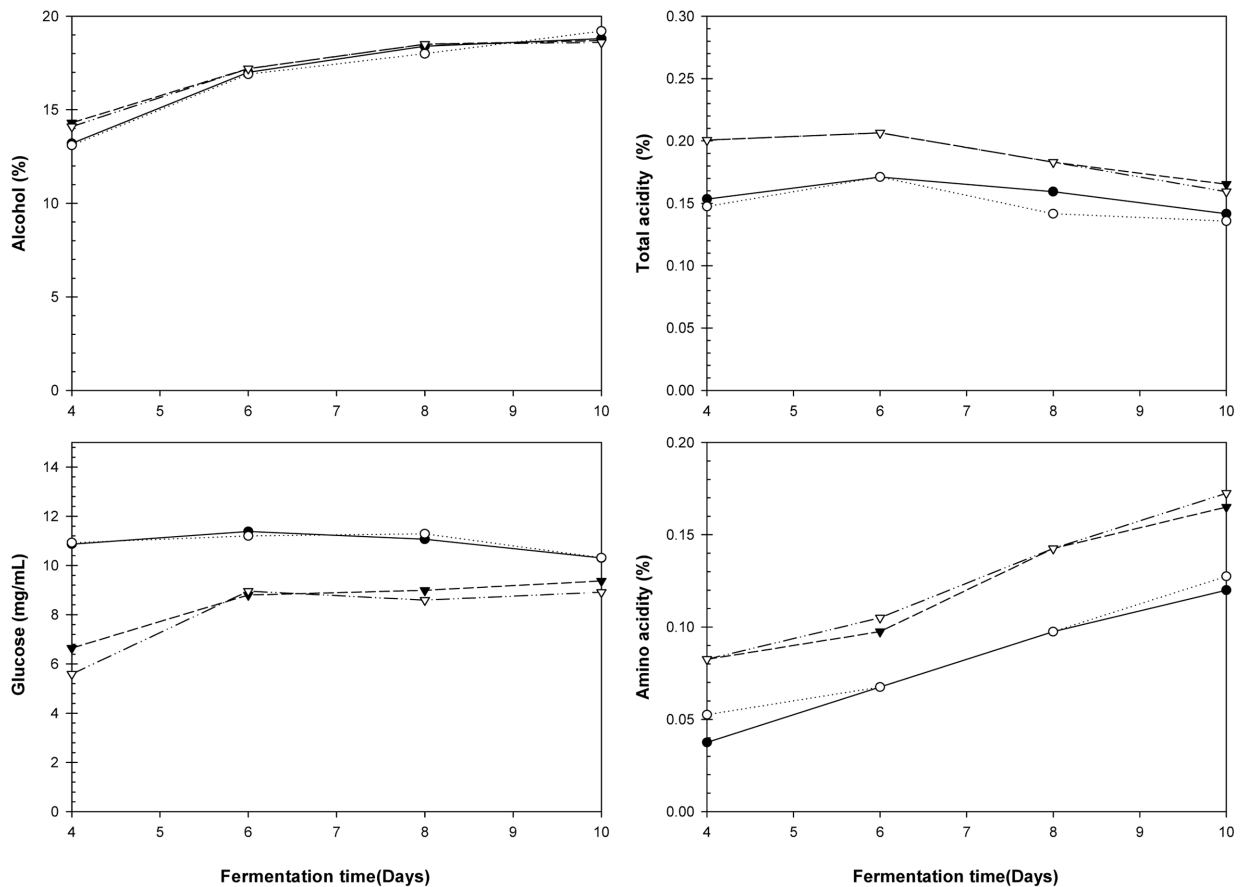 Alcohol (%)
20
15
10
5
0
4 5 6 7 8 9 10
Total acidity (%)
0.30
0.25
0.20
0.15
0.10
0.05
0.00
4 5 6 7 8 9 10
Glucose (mg/mL)
14
12
10
8
6
4
2
0
4 5 6 7 8 9 10
Fermentation time(Days)
Amino acidity (%)
0.20
0.15
0.10
0.05
0.00
4 5 6 7 8 9 10
Fermentation time(Days)